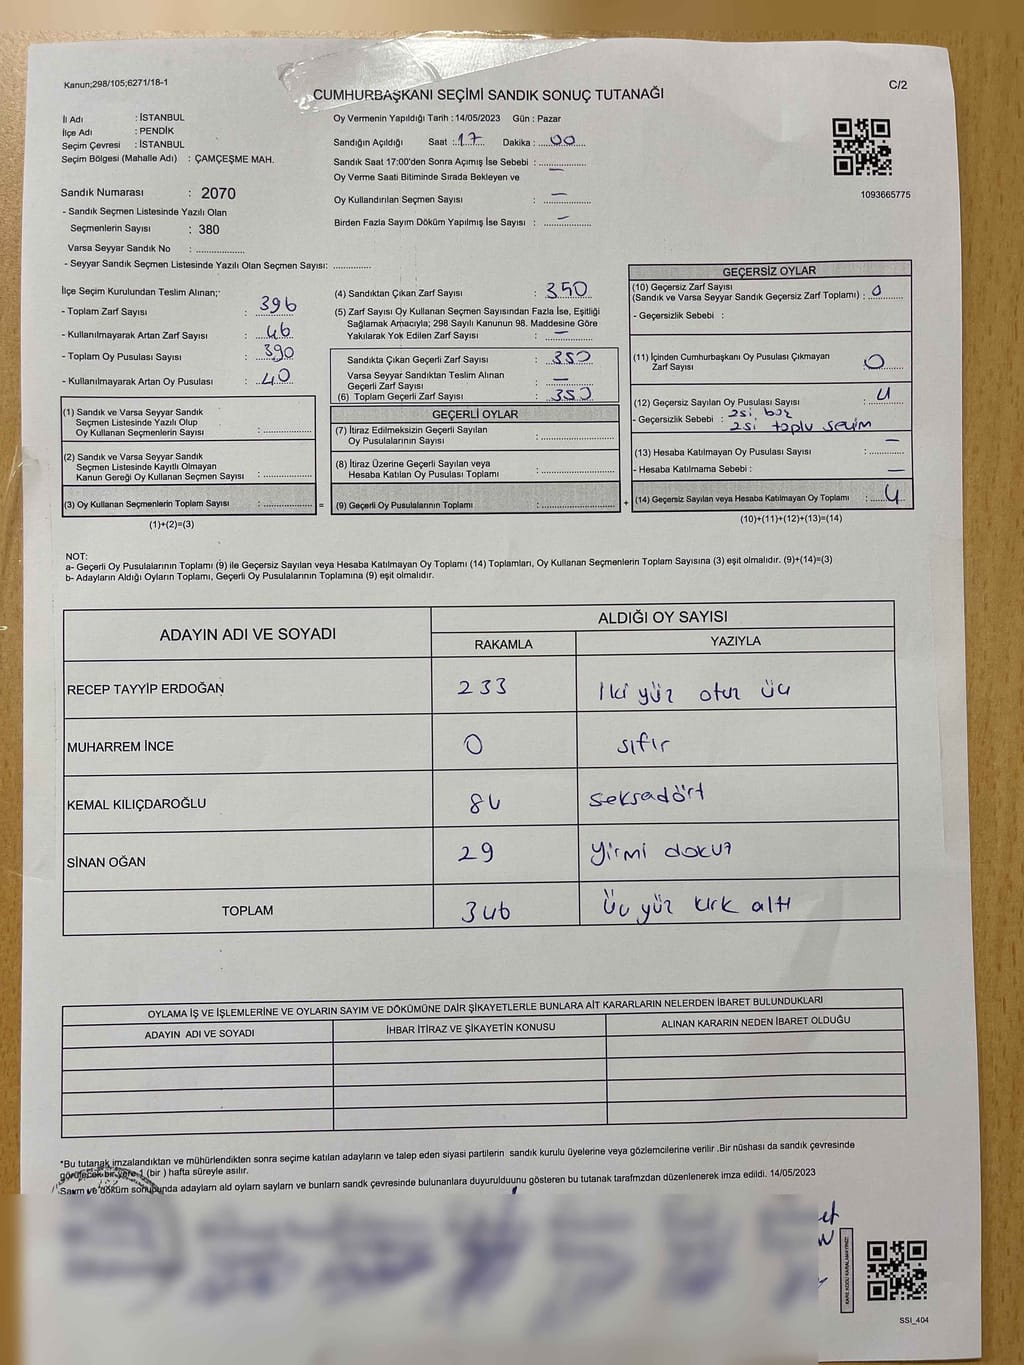 Kanun;298/105;6271/18-1
C/2
CUMHURBAŞKANI SEÇİMİ SANDIK SONUÇ TUTANAĞI
İl Adı : İSTANBUL
İlçe Adı : PENDİK
Seçim Çevresi : İSTANBUL
Seçim Bölgesi (Mahalle Adı) : ÇAMÇEŞME MAH.
Sandık Numarası : 2070
- Sandık Seçmen Listesinde Yazılı Olan
Seçmenlerin Sayısı : 380
Varsa Seyyar Sandık No : ..............
- Seyyar Sandık Seçmen Listesinde Yazılı Olan Seçmen Sayısı: ............
Oy Vermenin Yapıldığı Tarih : 14/05/2023 Gün : Pazar
Sandığın Açıldığı Saat : 17 Dakika : 00
Sandık Saat 17:00'den Sonra Açımış İse Sebebi : —
Oy Verme Saati Bitiminde Sırada Bekleyen ve
Oy Kullandırılan Seçmen Sayısı : —
Birden Fazla Sayım Döküm Yapılmış İse Sayısı : —
1093665775
İlçe Seçim Kurulundan Teslim Alınan;
- Toplam Zarf Sayısı : 396
- Kullanılmayarak Artan Zarf Sayısı : 46
- Toplam Oy Pusulası Sayısı : 390
- Kullanılmayarak Artan Oy Pusulası : 40
(1) Sandık ve Varsa Seyyar Sandık
Seçmen Listesinde Yazılı Olup
Oy Kullanan Seçmenlerin Sayısı : ..............
(2) Sandık ve Varsa Seyyar Sandık
Seçmen Listesinde Kayıtlı Olmayan
Kanun Gereği Oy Kullanan Seçmen Sayısı : ..............
(3) Oy Kullanan Seçmenlerin Toplam Sayısı : .............. =
(1)+(2)=(3)
(4) Sandıktan Çıkan Zarf Sayısı : 350
(5) Zarf Sayısı Oy Kullanan Seçmen Sayısından Fazla İse, Eşitliği
Sağlamak Amacıyla; 298 Sayılı Kanunun 98. Maddesine Göre
Yakılarak Yok Edilen Zarf Sayısı : —
Sandıkta Çıkan Geçerli Zarf Sayısı : 350
Varsa Seyyar Sandıktan Teslim Alınan
Geçerli Zarf Sayısı : —
(6) Toplam Geçerli Zarf Sayısı : 350
GEÇERLİ OYLAR
(7) İtiraz Edilmeksizin Geçerli Sayılan
Oy Pusulalarının Sayısı : ..............
(8) İtiraz Üzerine Geçerli Sayılan veya
Hesaba Katılan Oy Pusulası Toplamı : ..............
(9) Geçerli Oy Pusulalarının Toplamı : .............. +
GEÇERSİZ OYLAR
(10) Geçersiz Zarf Sayısı
(Sandık ve Varsa Seyyar Sandık Geçersiz Zarf Toplamı) : 0
- Geçersizlik Sebebi :
(11) İçinden Cumhurbaşkanı Oy Pusulası Çıkmayan
Zarf Sayısı : 0
(12) Geçersiz Sayılan Oy Pusulası Sayısı : 4
- Geçersizlik Sebebi : 2si boş
2si toplu seçim
(13) Hesaba Katılmayan Oy Pusulası Sayısı : —
- Hesaba Katılmama Sebebi : —
(14) Geçersiz Sayılan veya Hesaba Katılmayan Oy Toplamı : 4
(10)+(11)+(12)+(13)=(14)
NOT:
a- Geçerli Oy Pusulalarının Toplamı (9) ile Geçersiz Sayılan veya Hesaba Katılmayan Oy Toplamı (14) Toplamları, Oy Kullanan Seçmenlerin Toplam Sayısına (3) eşit olmalıdır. (9)+(14)=(3)
b- Adayların Aldığı Oyların Toplamı, Geçerli Oy Pusulalarının Toplamına (9) eşit olmalıdır.
ADAYIN ADI VE SOYADI
ALDIĞI OY SAYISI
RAKAMLA YAZIYLA
RECEP TAYYİP ERDOĞAN 233 iki yüz otuz üç
MUHARREM İNCE 0 sıfır
KEMAL KILIÇDAROĞLU 84 seksadört
SİNAN OĞAN 29 yirmi dokuz
TOPLAM 346 üç yüz kırk altı
OYLAMA İŞ VE İŞLEMLERİNE VE OYLARIN SAYIM VE DÖKÜMÜNE DAİR ŞİKAYETLERLE BUNLARA AİT KARARLARIN NELERDEN İBARET BULUNDUKLARI
ADAYIN ADI VE SOYADI İHBAR İTİRAZ VE ŞİKAYETİN KONUSU ALINAN KARARIN NEDEN İBARET OLDUĞU
*Bu tutanak imzalandıktan ve mühürlendikten sonra seçime katılan adayların ve talep eden siyasi partilerin sandık kurulu üyelerine veya gözlemcilerine verilir .Bir nüshası da sandık çevresinde
görülecek bir yere 1 (bir ) hafta süreyle asılır.
Sayım ve döküm sonupunda adaylarn ald oylarn saylarn ve bunlarn sandk çevresinde bulunanlara duyurulduunu gösteren bu tutanak tarafmzdan düzenlenerek imza edildi. 14/05/2023
SSI_404